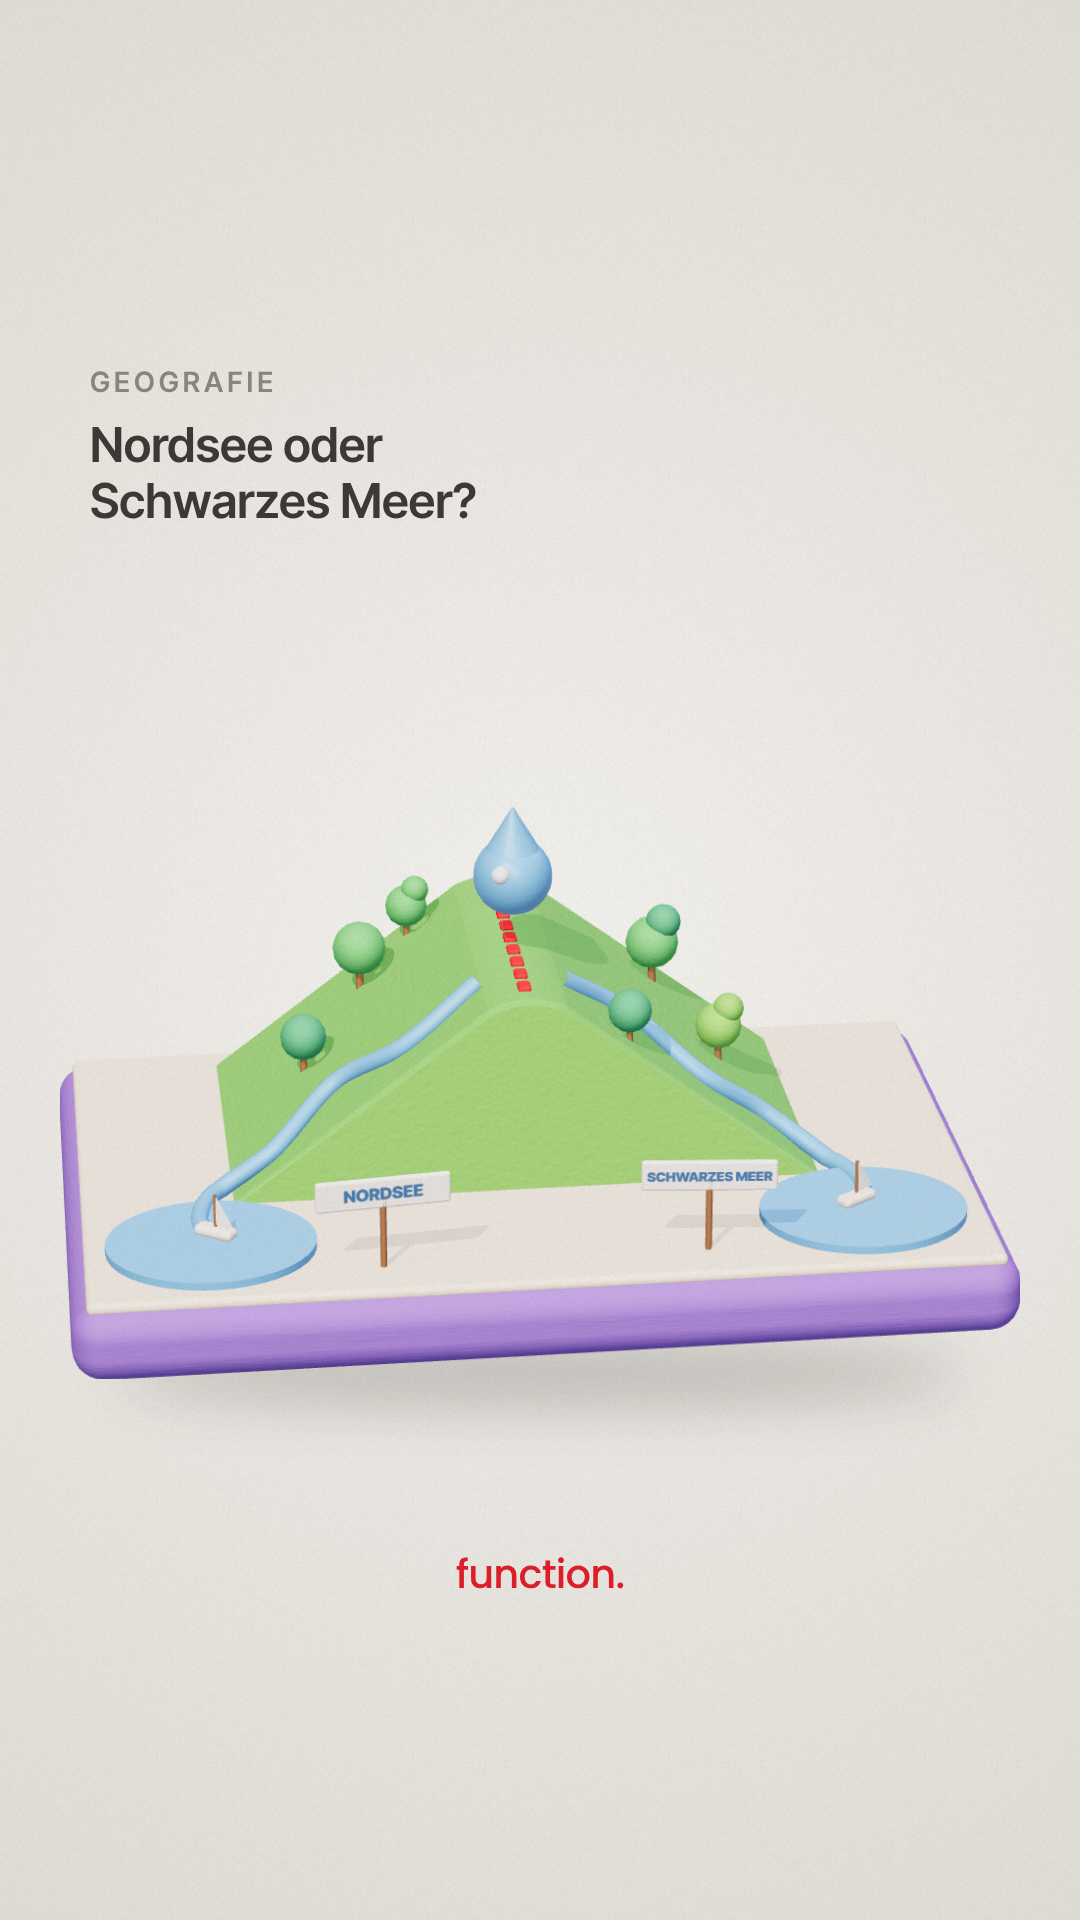 GEOGRAFIE
Nordsee oder
Schwarzes Meer?
NORDSEE
SCHWARZES MEER
function.